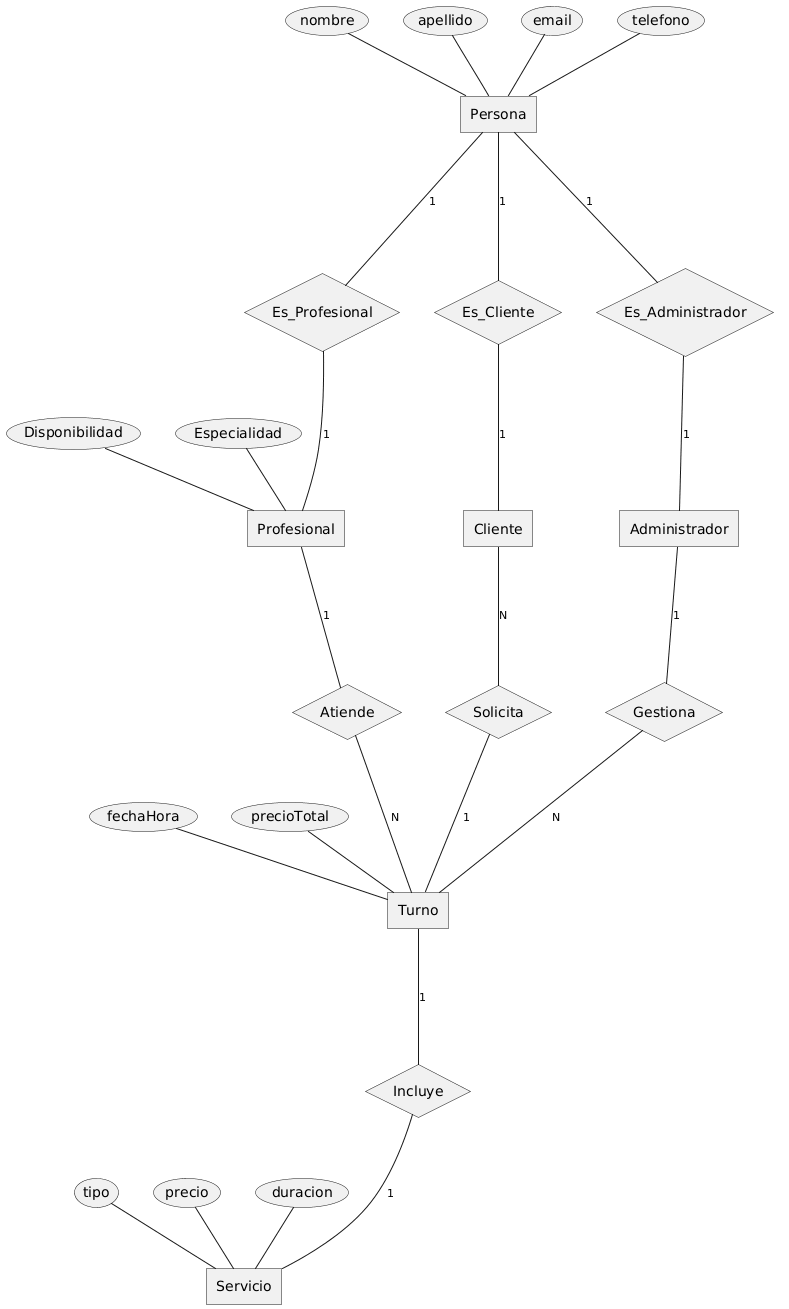 nombre
apellido
email
telefono
Persona
1
1
1
Es_Profesional
Es_Cliente
Es_Administrador
Disponibilidad
Especialidad
1
1
1
Profesional
Cliente
Administrador
1
N
1
Atiende
Solicita
Gestiona
fechaHora
precioTotal
N
1
N
Turno
1
Incluye
tipo
precio
duracion
1
Servicio